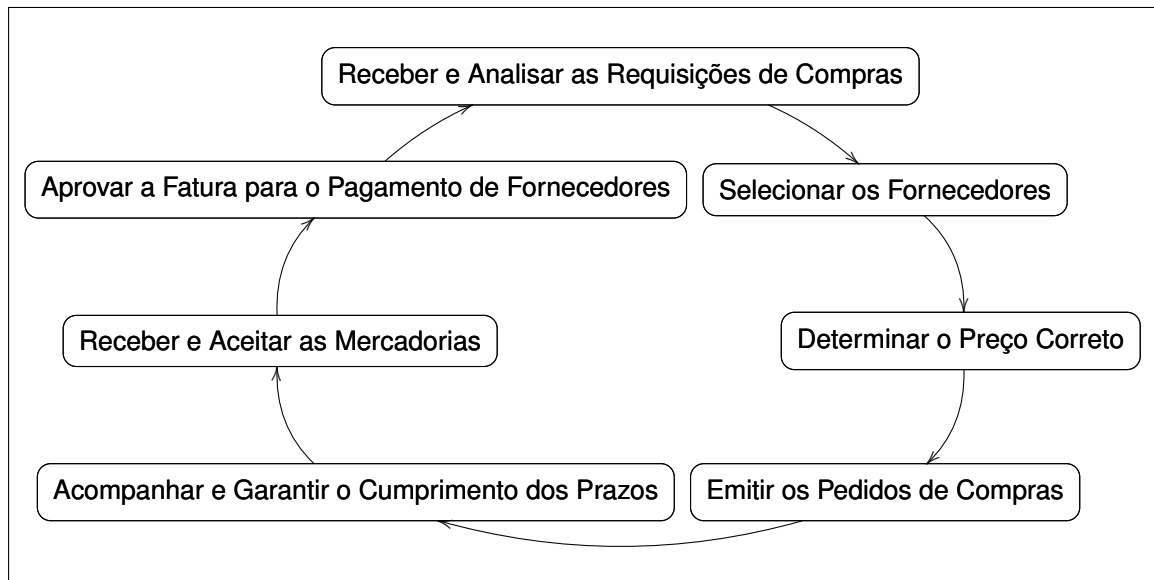 Receber e Analisar as Requisições de Compras
Aprovar a Fatura para o Pagamento de Fornecedores
Selecionar os Fornecedores
Receber e Aceitar as Mercadorias
Determinar o Preço Correto
Acompanhar e Garantir o Cumprimento dos Prazos
Emitir os Pedidos de Compras